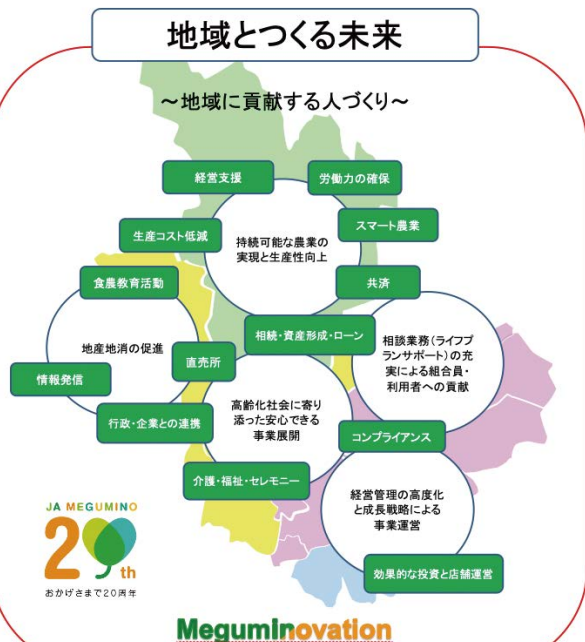 地域とつくる未来
～地域に貢献する人づくり～
経営支援
労働力の確保
生産コスト低減
スマート農業
持続可能な農業の
実現と生産性向上
食農教育活動
共済
相続・資産形成・ローン
地産地消の促進
直売所
相談業務(ライフプ
ランサポート)の充
実による組合員・
利用者への貢献
情報発信
行政・企業との連携
高齢化社会に寄り
添った安心できる
事業展開
コンプライアンス
介護・福祉・セレモニー
経営管理の高度化
と成長戦略による
事業運営
効果的な投資と店舗運営
JA MEGUMINO
20th
おかげさまで20周年
Meguminovation